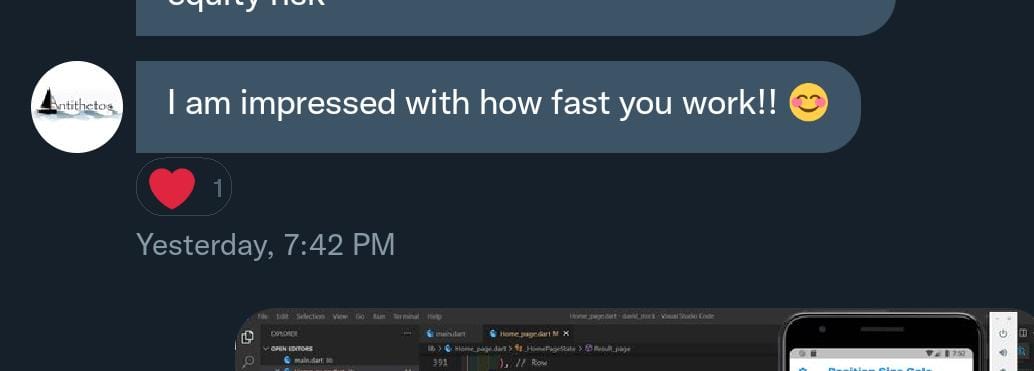 equity risk
Antithetos
I am impressed with how fast you work!! 😊
1
Yesterday, 7:42 PM
File Edit Selection View Go Run Terminal Help
Home_page.dart - david_stock - Visual Studio Code
EXPLORER ...
main.dart
Home_page.dart M ×
OPEN EDITORS
lib > Home_page.dart > _HomePageState > Result_page
main.dart lib
391
), // Row
7:52
Position Size Calc